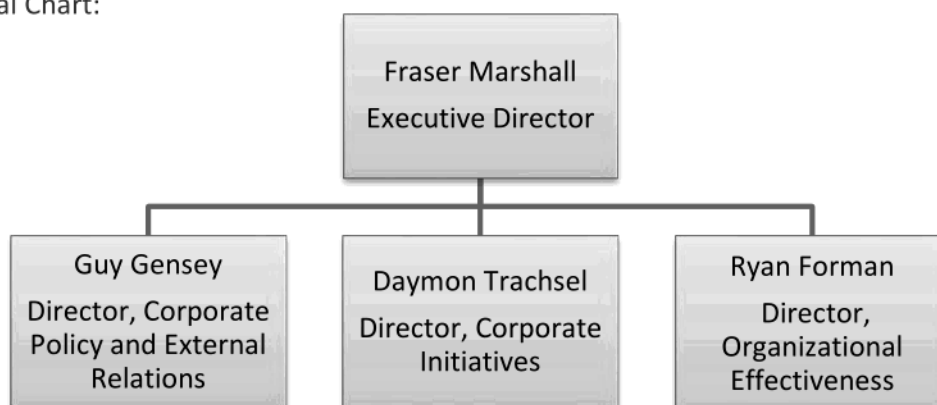 al Chart:
Fraser Marshall
Executive Director
Guy Gensey
Director, Corporate
Policy and External
Relations
Daymon Trachsel
Director, Corporate
Initiatives
Ryan Forman
Director,
Organizational
Effectiveness